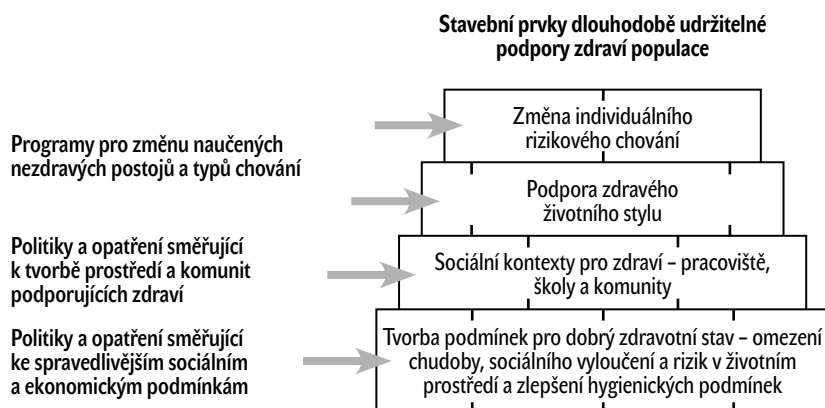 Stavební prvky dlouhodobě udržitelné
podpory zdraví populace
Změna individuálního
rizikového chování
Programy pro změnu naučených
nezdravých postojů a typů chování
Podpora zdravého
životního stylu
Politiky a opatření směřující
k tvorbě prostředí a komunit
podporujících zdraví
Sociální kontexty pro zdraví – pracoviště,
školy a komunity
Politiky a opatření směřující
ke spravedlivějším sociálním
a ekonomickým podmínkám
Tvorba podmínek pro dobrý zdravotní stav – omezení
chudoby, sociálního vyloučení a rizik v životním
prostředí a zlepšení hygienických podmínek